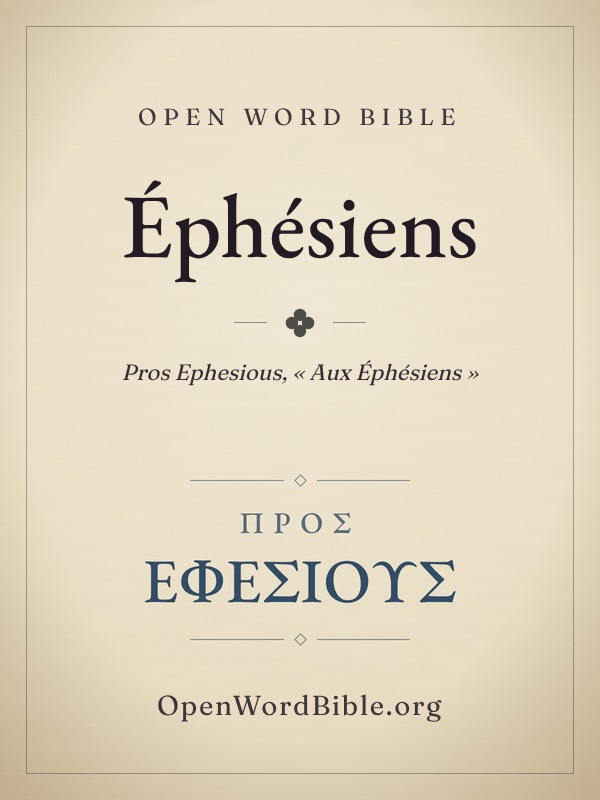 OPEN WORD BIBLE
Éphésiens
Pros Ephesious, « Aux Éphésiens »
ΠΡΟΣ
ΕΦΕΣΙΟΥΣ
OpenWordBible.org